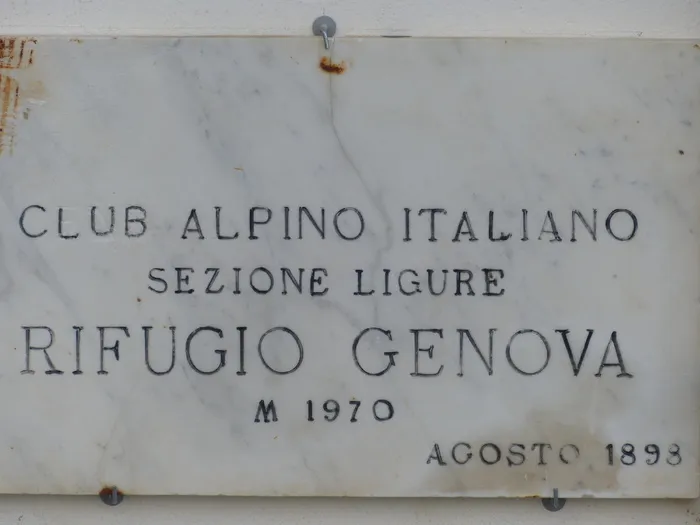 CLUB ALPINO ITALIANO
SEZIONE LIGURE
RIFUGIO GENOVA
M 1970
AGOSTO 1898